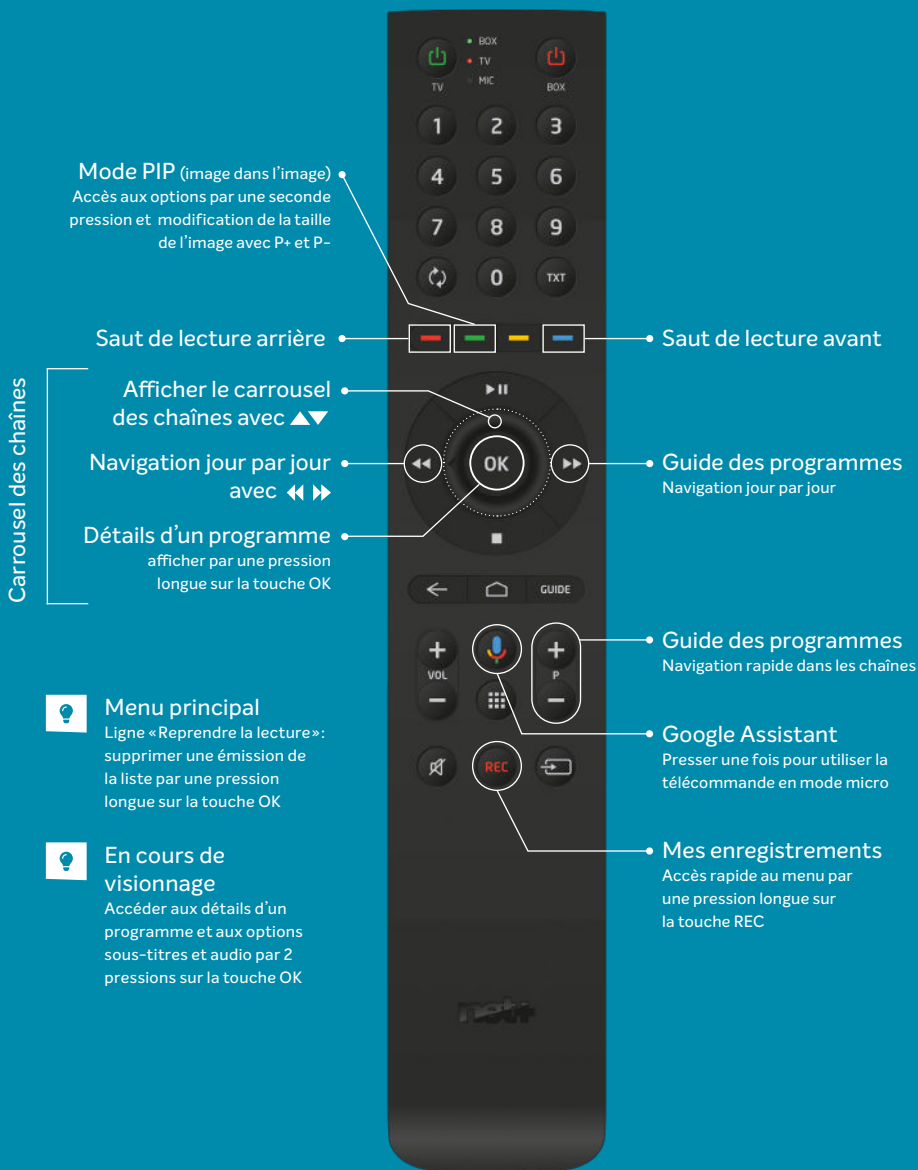 BOX
TV
MIC
TV
BOX
1 2 3
4 5 6
7 8 9
0 TXT
Mode PIP (image dans l'image)
Accès aux options par une seconde
pression et modification de la taille
de l'image avec P+ et P−
Saut de lecture arrière
Saut de lecture avant
Carrousel des chaînes
Afficher le carrousel
des chaînes avec ▲▼
Navigation jour par jour
avec ◀◀ ▶▶
Détails d'un programme
afficher par une pression
longue sur la touche OK
OK
Guide des programmes
Navigation jour par jour
GUIDE
+ +
VOL P
− −
Guide des programmes
Navigation rapide dans les chaînes
Google Assistant
Presser une fois pour utiliser la
télécommande en mode micro
REC
Mes enregistrements
Accès rapide au menu par
une pression longue sur
la touche REC
Menu principal
Ligne «Reprendre la lecture»:
supprimer une émission de
la liste par une pression
longue sur la touche OK
En cours de
visionnage
Accéder aux détails d'un
programme et aux options
sous-titres et audio par 2
pressions sur la touche OK
net+